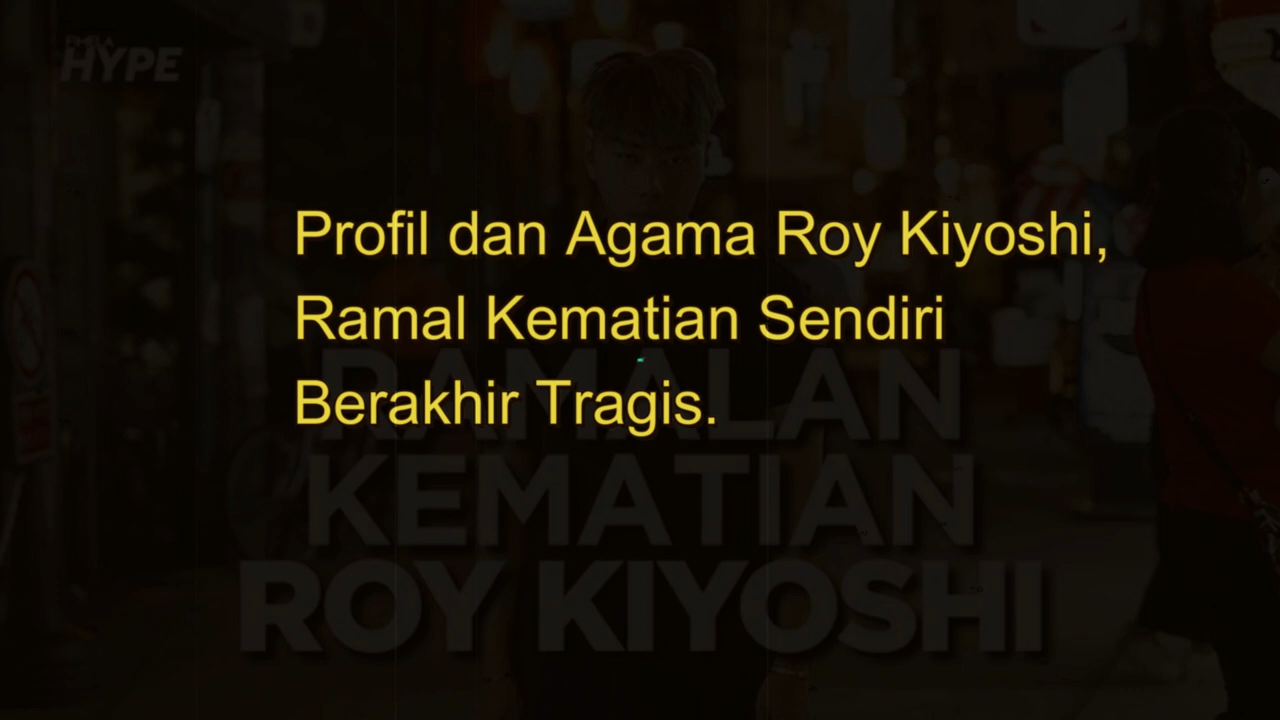 HYPE
Profil dan Agama Roy Kiyoshi,
Ramal Kematian Sendiri
Berakhir Tragis.
RAMALAN
KEMATIAN
ROY KIYOSHI